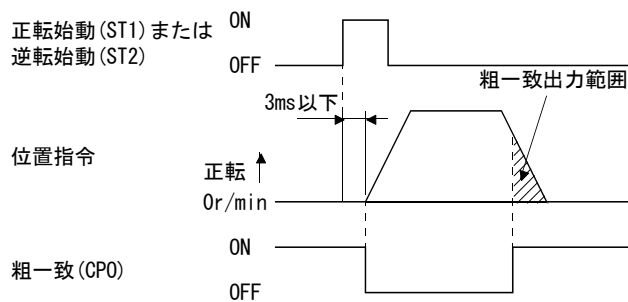 正転始動(ST1)または
逆転始動(ST2)
ON
OFF
粗一致出力範囲
3ms以下
位置指令
正転
0r/min
粗一致(CPO)
ON
OFF